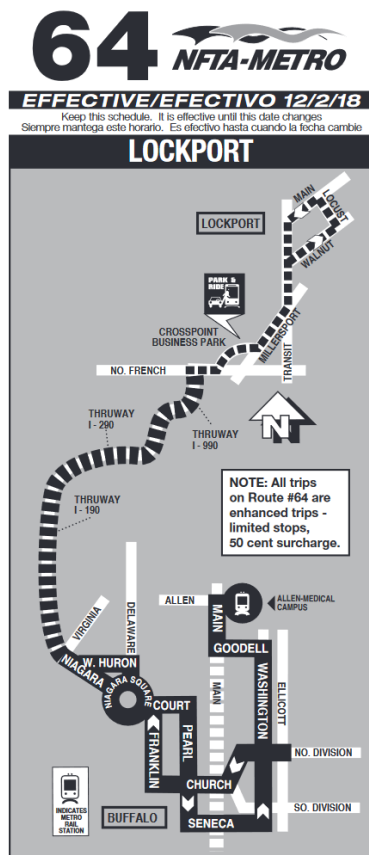 64
NFTA-METRO
EFFECTIVE/EFECTIVO 12/2/18
Keep this schedule. It is effective until this date changes
Siempre mantega este horario. Es efectivo hasta cuando la fecha cambie
LOCKPORT
MAIN
LOCUST
LOCKPORT
WALNUT
PARK &
RIDE
CROSSPOINT
BUSINESS PARK
MILLERSPORT
TRANSIT
NO. FRENCH
N
THRUWAY
I - 290
THRUWAY
I - 990
THRUWAY
I - 190
NOTE: All trips
on Route #64 are
enhanced trips -
limited stops,
50 cent surcharge.
VIRGINIA
DELAWARE
ALLEN
MAIN
ALLEN-MEDICAL
CAMPUS
GOODELL
W. HURON
NIAGARA
NIAGARA SQUARE
MAIN
WASHINGTON
ELLICOTT
COURT
FRANKLIN
PEARL
NO. DIVISION
CHURCH
SO. DIVISION
SENECA
INDICATES
METRO
RAIL
STATION
BUFFALO